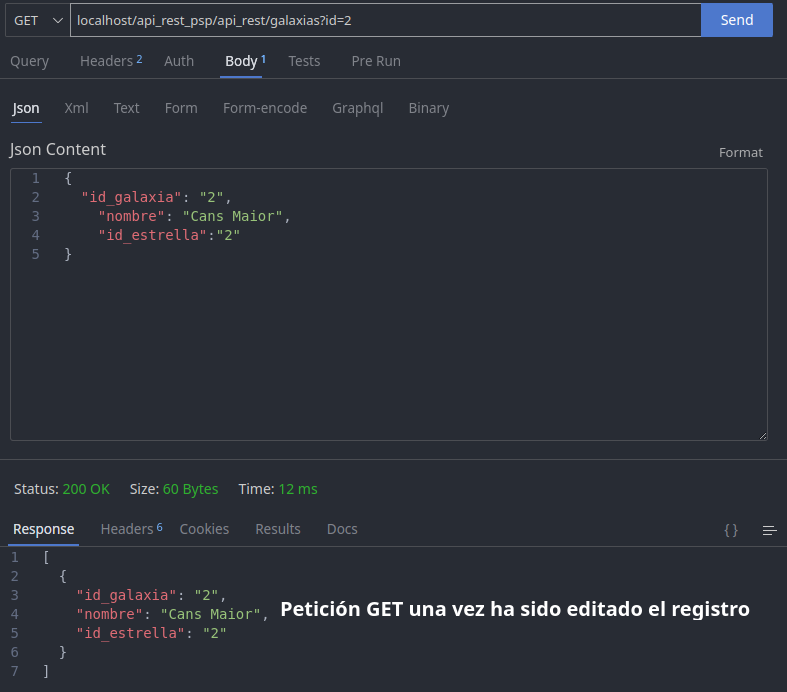 GET localhost/api_rest_psp/api_rest/galaxias?id=2 Send
Query Headers 2 Auth Body 1 Tests Pre Run
Json Xml Text Form Form-encode Graphql Binary
Json Content Format
1 {
2 "id_galaxia": "2",
3 "nombre": "Cans Maior",
4 "id_estrella":"2"
5 }
Status: 200 OK Size: 60 Bytes Time: 12 ms
Response Headers 6 Cookies Results Docs { }
1 [
2 {
3 "id_galaxia": "2",
4 "nombre": "Cans Maior", Petición GET una vez ha sido editado el registro
5 "id_estrella": "2"
6 }
7 ]